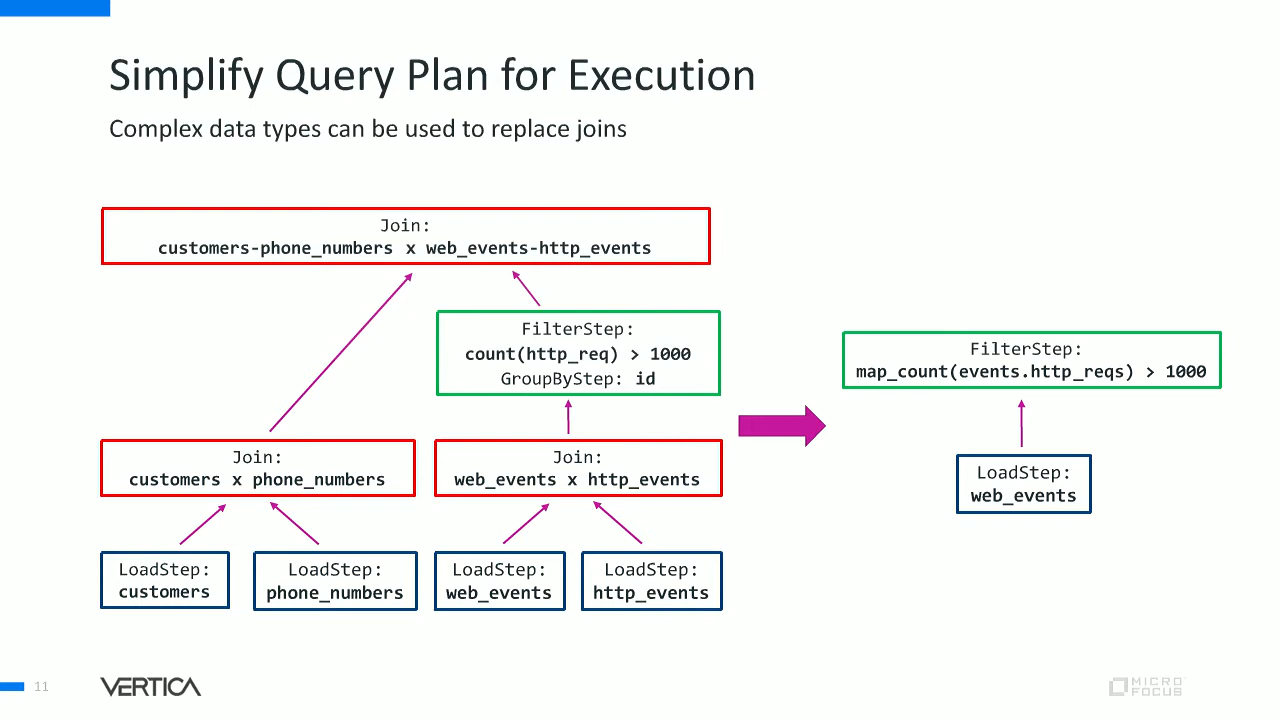 Simplify Query Plan for Execution
Complex data types can be used to replace joins
Join:
customers-phone_numbers x web_events-http_events
FilterStep:
count(http_req) > 1000
GroupByStep: id
FilterStep:
map_count(events.http_reqs) > 1000
Join:
customers x phone_numbers
Join:
web_events x http_events
LoadStep:
web_events
LoadStep:
customers
LoadStep:
phone_numbers
LoadStep:
web_events
LoadStep:
http_events
11
VERTICA
MICRO
FOCUS